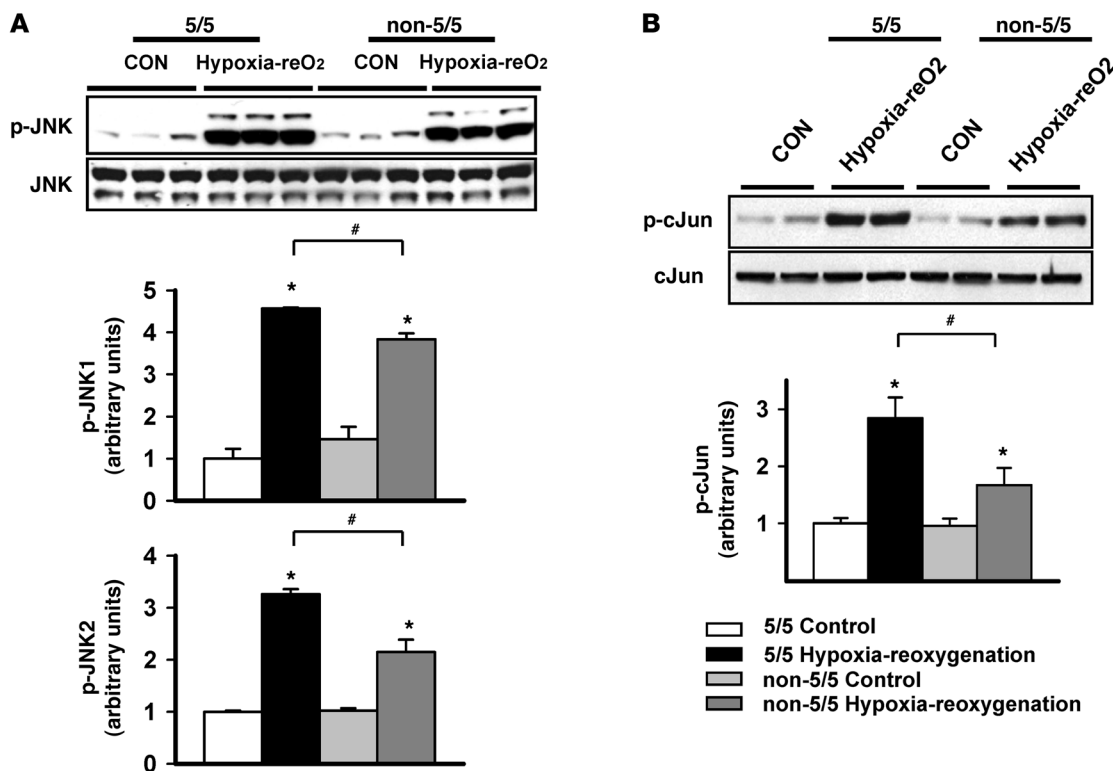 A
5/5 non-5/5
CON Hypoxia-reO2 CON Hypoxia-reO2
p-JNK
JNK
#
* *
p-JNK1
(arbitrary units)
5
4
3
2
1
0
#
* *
p-JNK2
(arbitrary units)
4
3
2
1
0
B
5/5 non-5/5
CON Hypoxia-reO2 CON Hypoxia-reO2
p-cJun
cJun
#
* *
p-cJun
(arbitrary units)
3
2
1
5/5 Control
5/5 Hypoxia-reoxygenation
non-5/5 Control
non-5/5 Hypoxia-reoxygenation